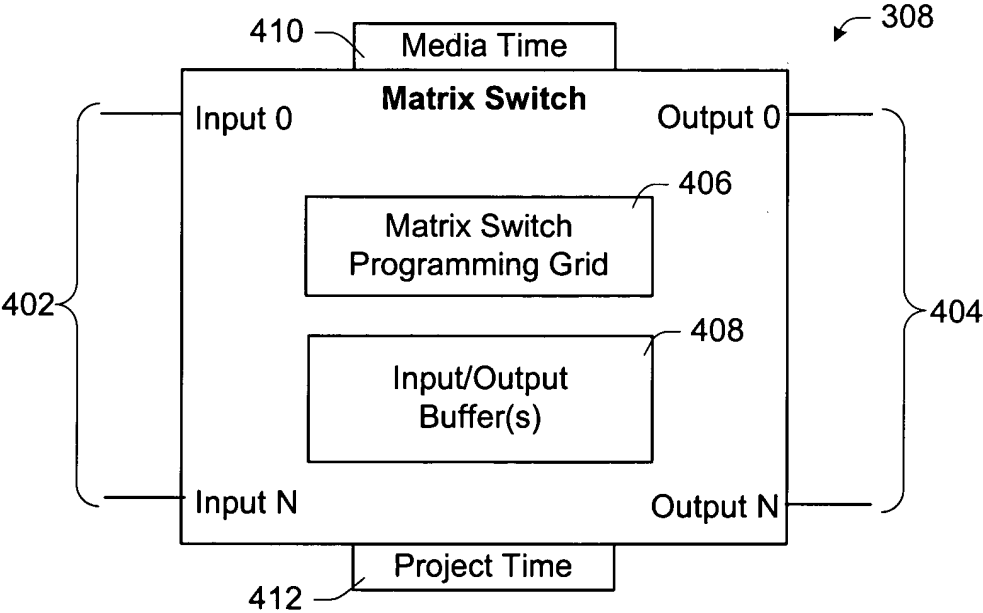 308
410
Media Time
Matrix Switch
Input 0
Output 0
406
Matrix Switch
Programming Grid
402
404
408
Input/Output
Buffer(s)
Input N
Output N
Project Time
412